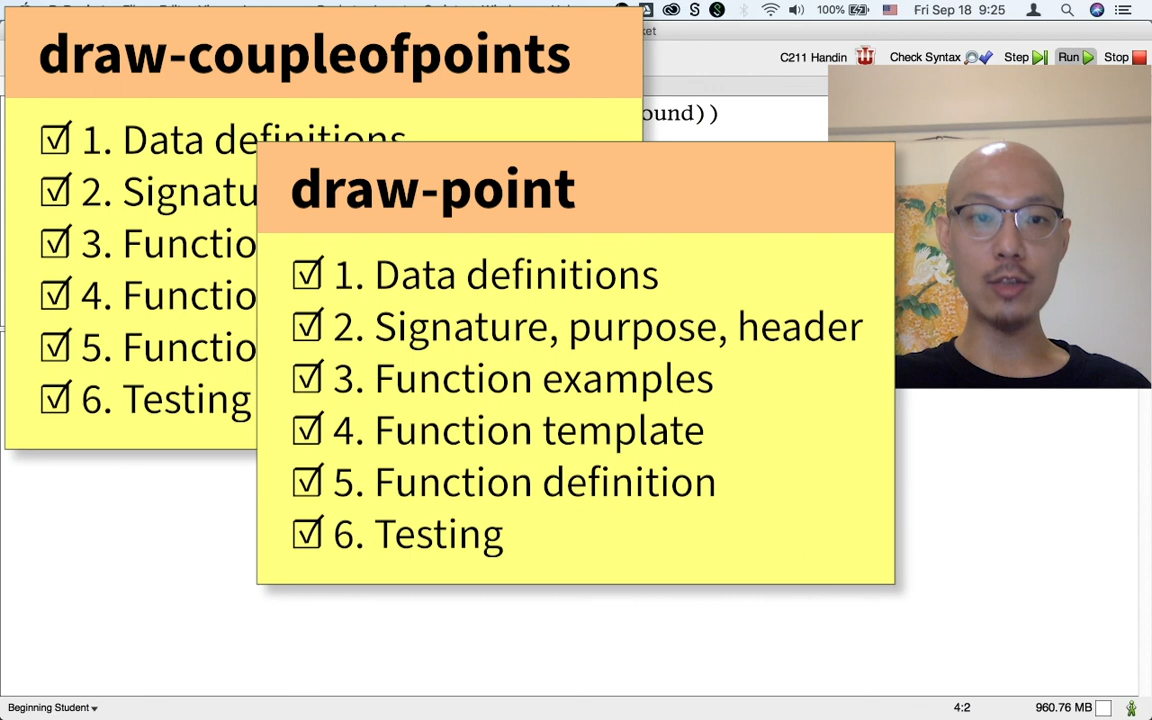 100% Fri Sep 18 9:25
ket
C211 Handin Check Syntax Step Run Stop
ound))
draw-coupleofpoints
☑ 1. Data definitions
☑ 2. Signatu
☑ 3. Functio
☑ 4. Functio
☑ 5. Functio
☑ 6. Testing
draw-point
☑ 1. Data definitions
☑ 2. Signature, purpose, header
☑ 3. Function examples
☑ 4. Function template
☑ 5. Function definition
☑ 6. Testing
Beginning Student 4:2 960.76 MB